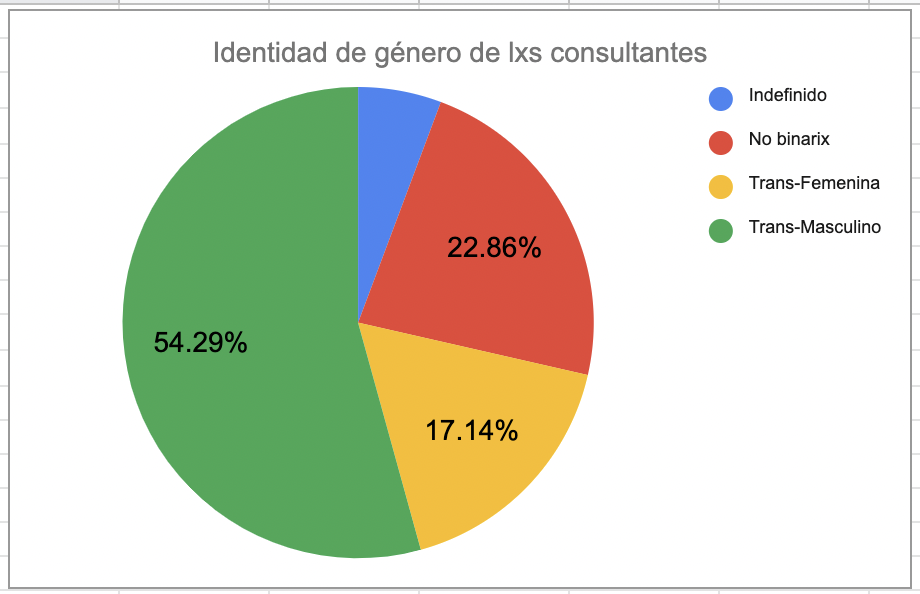 Identidad de género de lxs consultantes
Indefinido
No binarix
Trans-Femenina
Trans-Masculino
22.86%
54.29%
17.14%